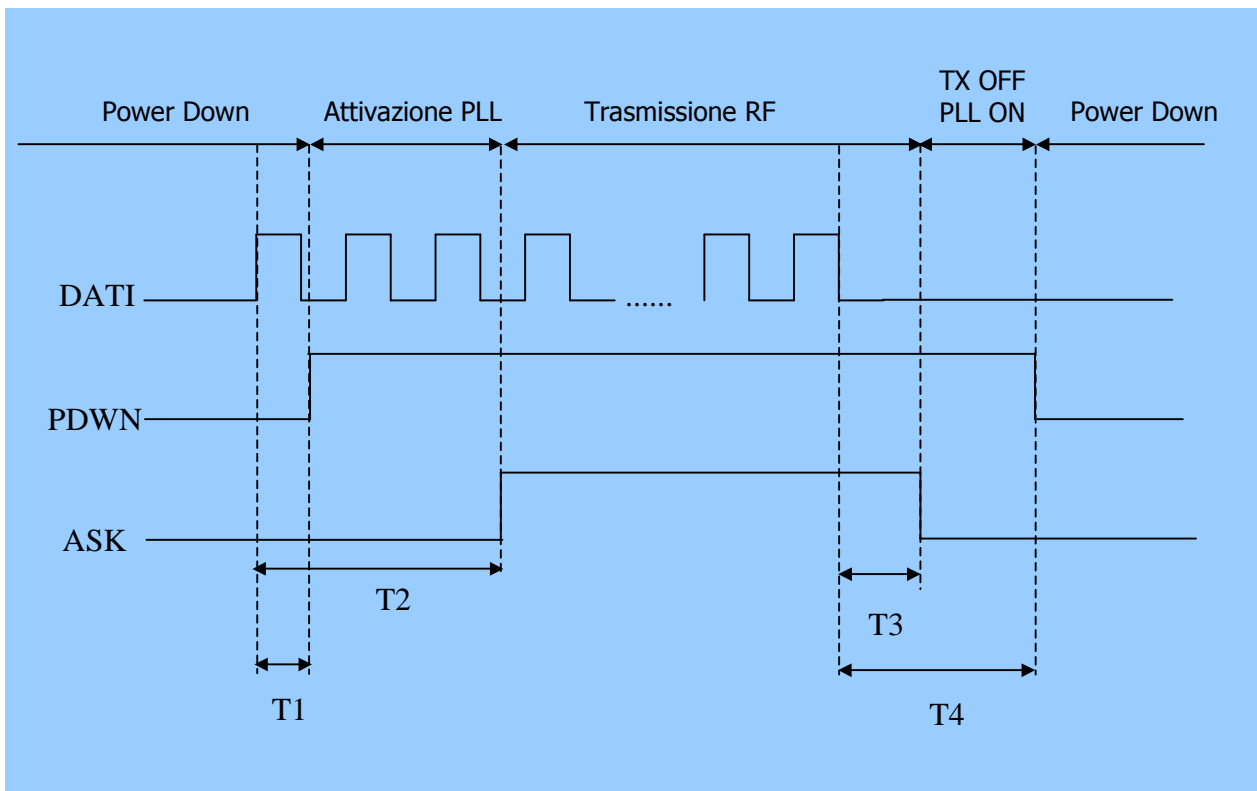 TX OFF
Power Down Attivazione PLL Trasmissione RF PLL ON Power Down
DATI ......
PDWN
ASK
T2
T3
T1
T4